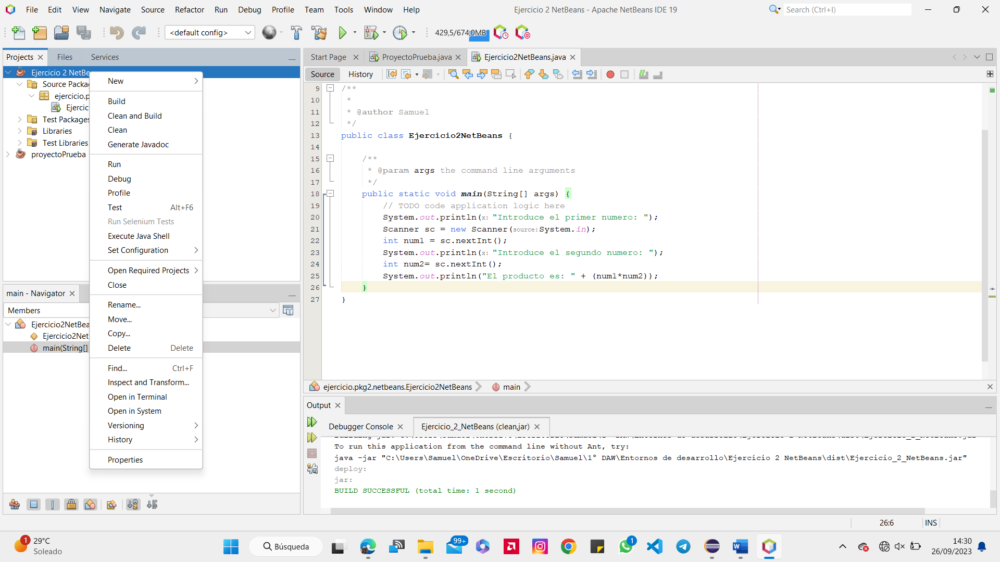 File Edit View Navigate Source Refactor Run Debug Profile Team Tools Window Help
Ejercicio 2 NetBeans - Apache NetBeans IDE 19
Search (Ctrl+I)
<default config>
429,5/674,0MB
Projects
Files
Services
Ejercicio 2 NetBe
Source Packag
ejercicio.p
Ejercic
Test Packages
Libraries
Test Libraries
proyectoPrueba
New
Build
Clean and Build
Clean
Generate Javadoc
Run
Debug
Profile
Test Alt+F6
Run Selenium Tests
Execute Java Shell
Set Configuration
Open Required Projects
Close
Rename...
Move...
Copy...
Delete Delete
Find... Ctrl+F
Inspect and Transform...
Open in Terminal
Open in System
Versioning
History
Properties
main - Navigator
Members
Ejercicio2NetBea
Ejercicio2Net
main(String[]
Start Page
ProyectoPrueba.java
Ejercicio2NetBeans.java
Source
History
9 /**
10 *
11 * @author Samuel
12 */
13 public class Ejercicio2NetBeans {
14
15 /**
16 * @param args the command line arguments
17 */
18 public static void main(String[] args) {
19 // TODO code application logic here
20 System.out.println(x: "Introduce el primer numero: ");
21 Scanner sc = new Scanner(source:System.in);
22 int num1 = sc.nextInt();
23 System.out.println(x: "Introduce el segundo numero: ");
24 int num2= sc.nextInt();
25 System.out.println("El producto es: " + (num1*num2));
26 }
27 }
ejercicio.pkg2.netbeans.Ejercicio2NetBeans
main
Output
Debugger Console
Ejercicio_2_NetBeans (clean,jar)
To run this application from the command line without Ant, try:
java -jar "C:\Users\Samuel\OneDrive\Escritorio\Samuel\1° DAW\Entornos de desarrollo\Ejercicio 2 NetBeans\dist\Ejercicio_2_NetBeans.jar"
deploy:
jar:
BUILD SUCCESSFUL (total time: 1 second)
26:6
INS
1
29°C
Soleado
Búsqueda
99+
1
14:30
26/09/2023